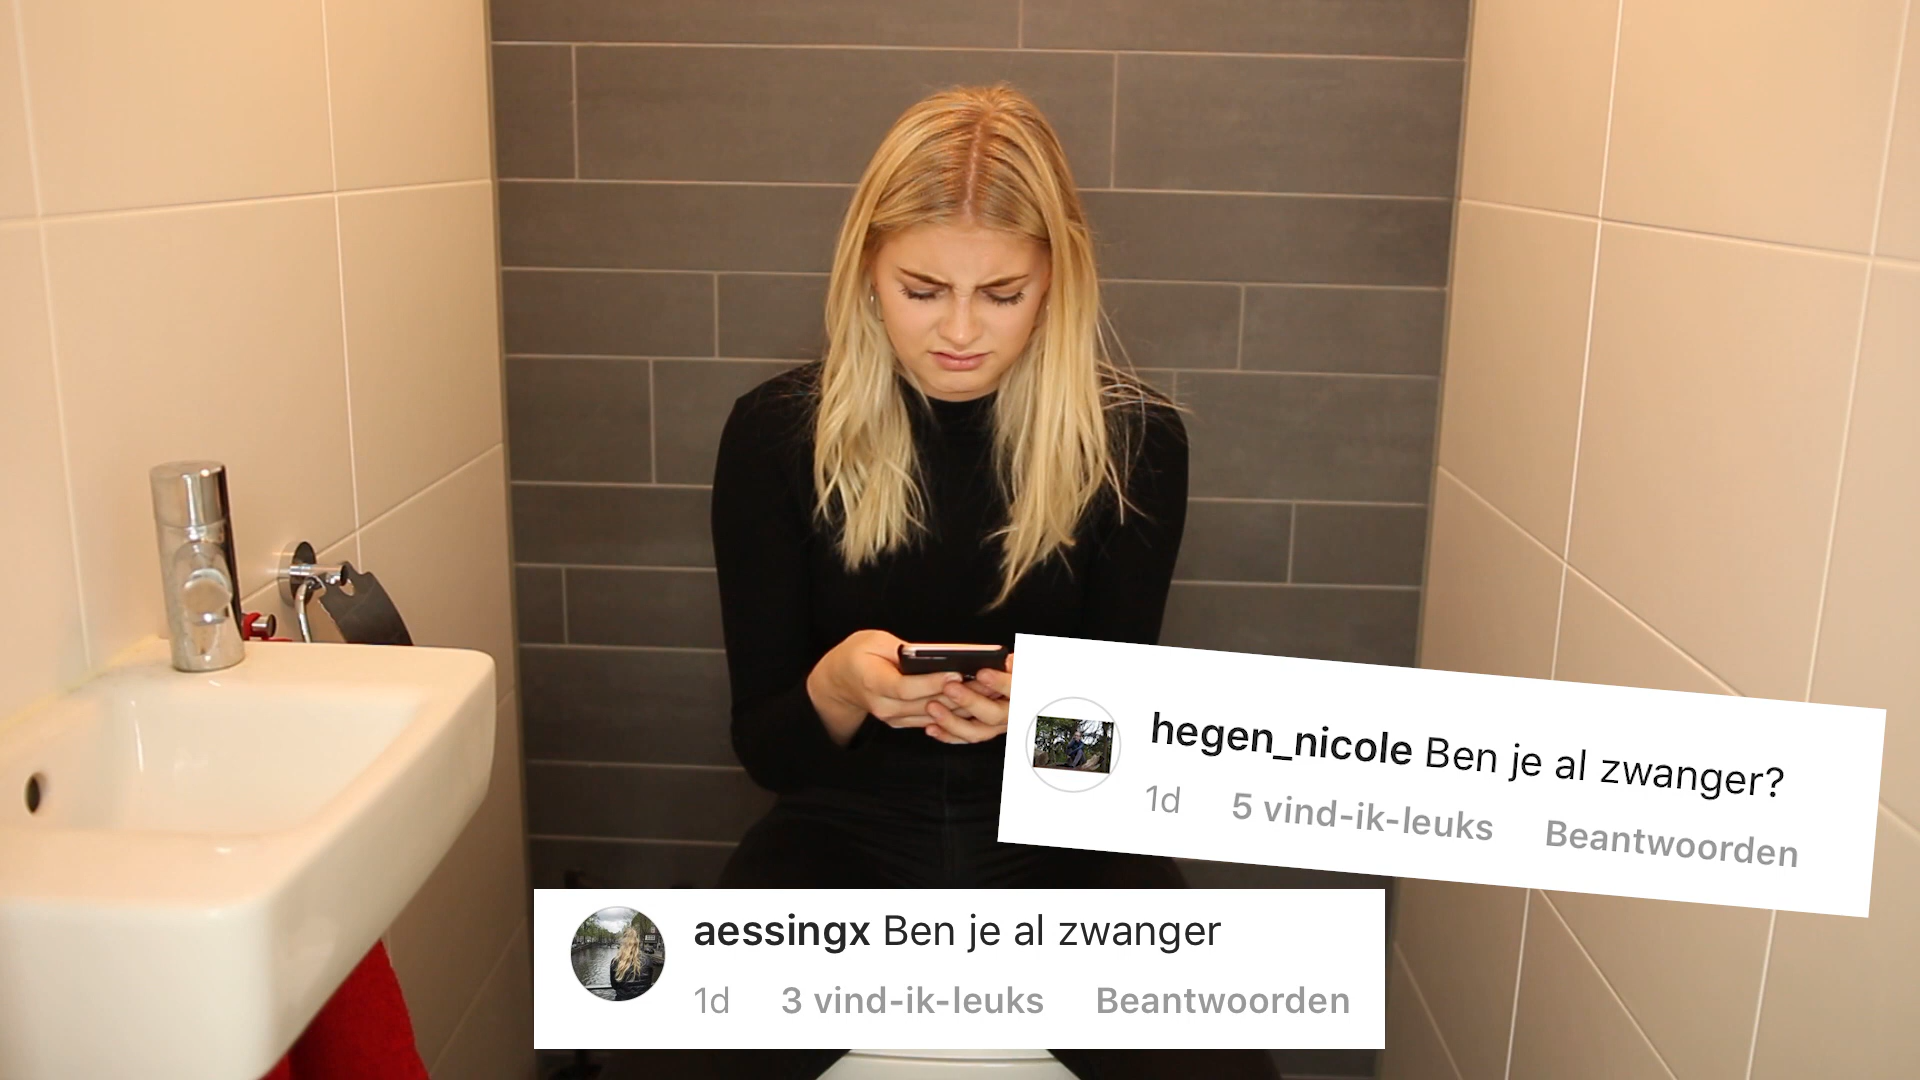 hegen_nicole Ben je al zwanger?
1d 5 vind-ik-leuks Beantwoorden
aessingx Ben je al zwanger
1d 3 vind-ik-leuks Beantwoorden